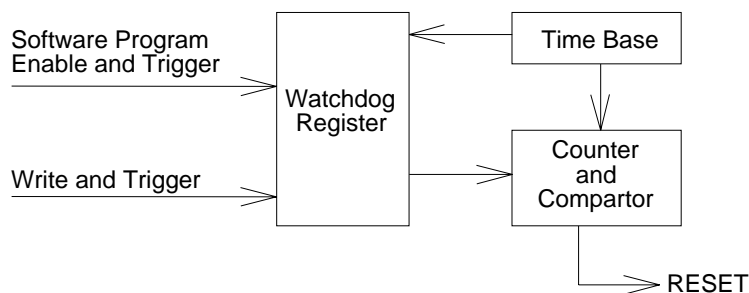 Software Program
Enable and Trigger
Write and Trigger
Watchdog
Register
Time Base
Counter
and
Compartor
RESET